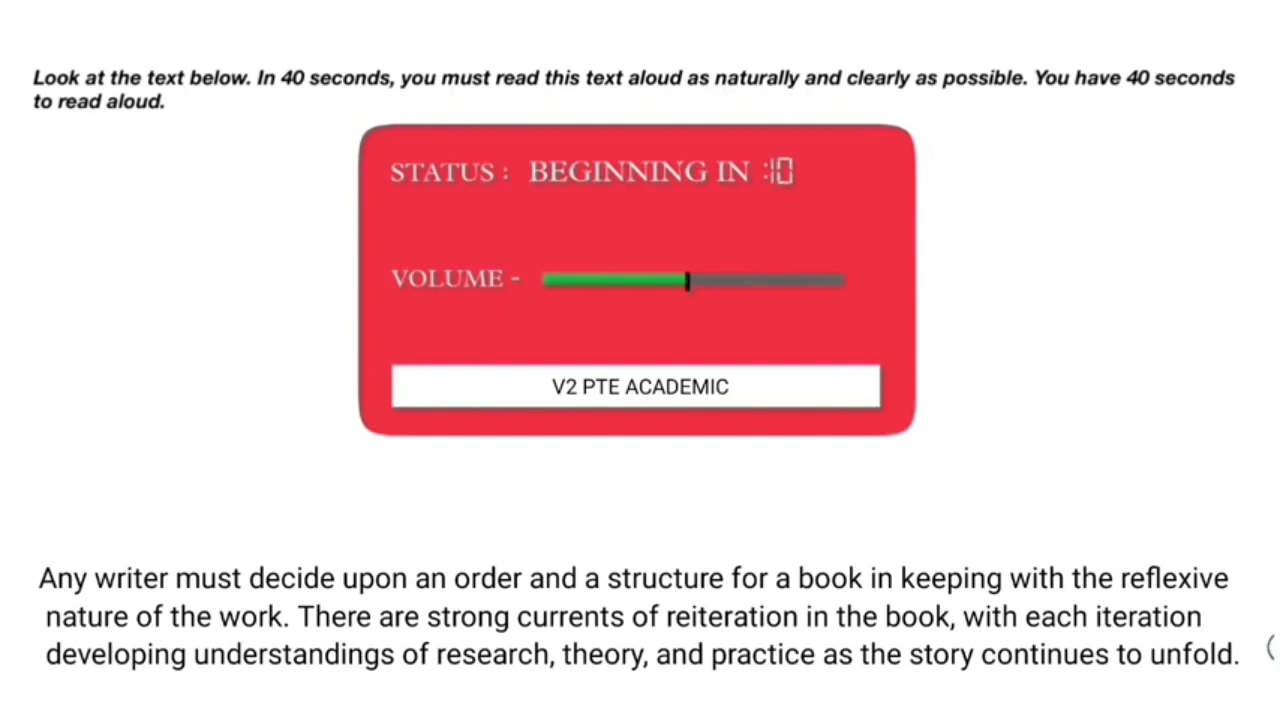 Look at the text below. In 40 seconds, you must read this text aloud as naturally and clearly as possible. You have 40 seconds
to read aloud.
STATUS : BEGINNING IN :10
VOLUME -
V2 PTE ACADEMIC
Any writer must decide upon an order and a structure for a book in keeping with the reflexive
nature of the work. There are strong currents of reiteration in the book, with each iteration
developing understandings of research, theory, and practice as the story continues to unfold.